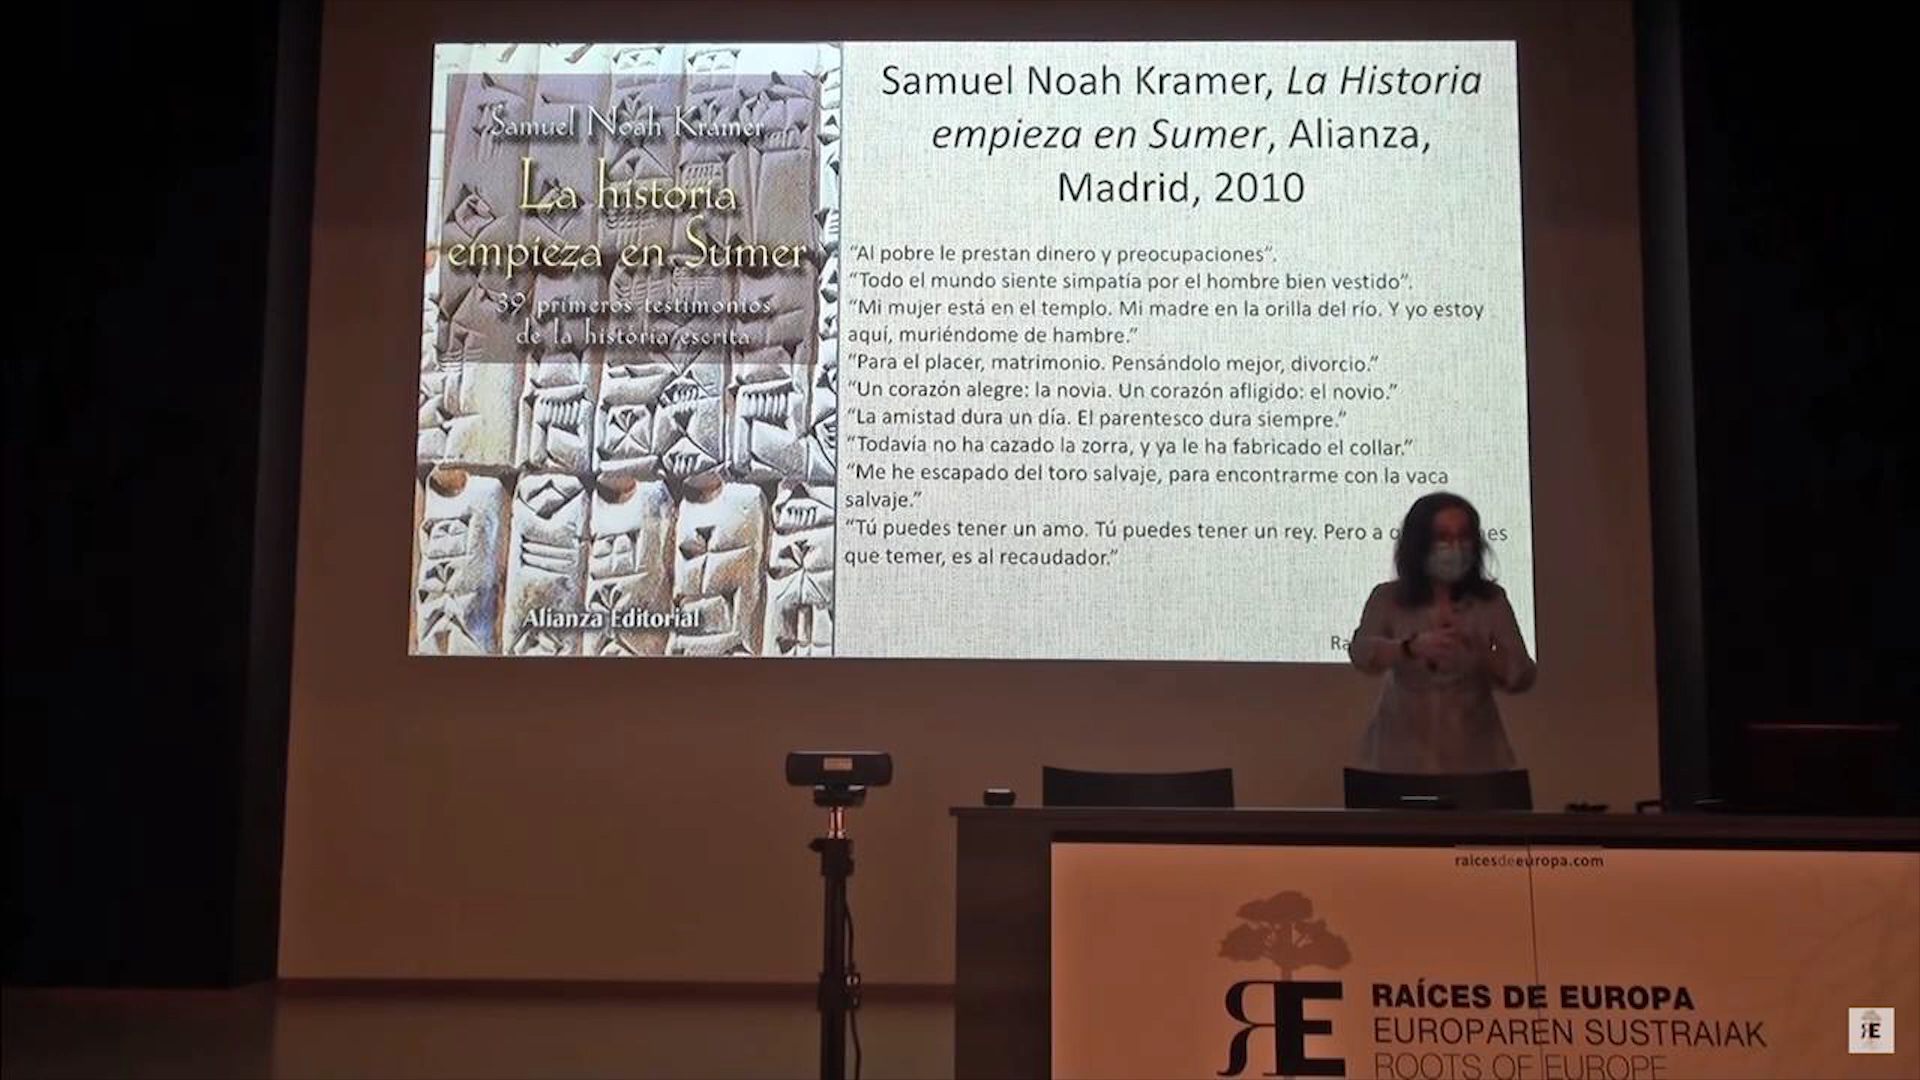 Samuel Noah Kramer
La historia
empieza en Sumer
39 primeros testimonios
de la historia escrita
Alianza Editorial
Samuel Noah Kramer, La Historia
empieza en Sumer, Alianza,
Madrid, 2010
“Al pobre le prestan dinero y preocupaciones”.
“Todo el mundo siente simpatía por el hombre bien vestido”.
“Mi mujer está en el templo. Mi madre en la orilla del río. Y yo estoy
aquí, muriéndome de hambre.”
“Para el placer, matrimonio. Pensándolo mejor, divorcio.”
“Un corazón alegre: la novia. Un corazón afligido: el novio.”
“La amistad dura un día. El parentesco dura siempre.”
“Todavía no ha cazado la zorra, y ya le ha fabricado el collar.”
“Me he escapado del toro salvaje, para encontrarme con la vaca
salvaje.”
“Tú puedes tener un amo. Tú puedes tener un rey. Pero a
que temer, es al recaudador.”
raicesdeeuropa.com
RE
RAÍCES DE EUROPA
EUROPAREN SUSTRAIAK
ROOTS OF EUROPE
RE